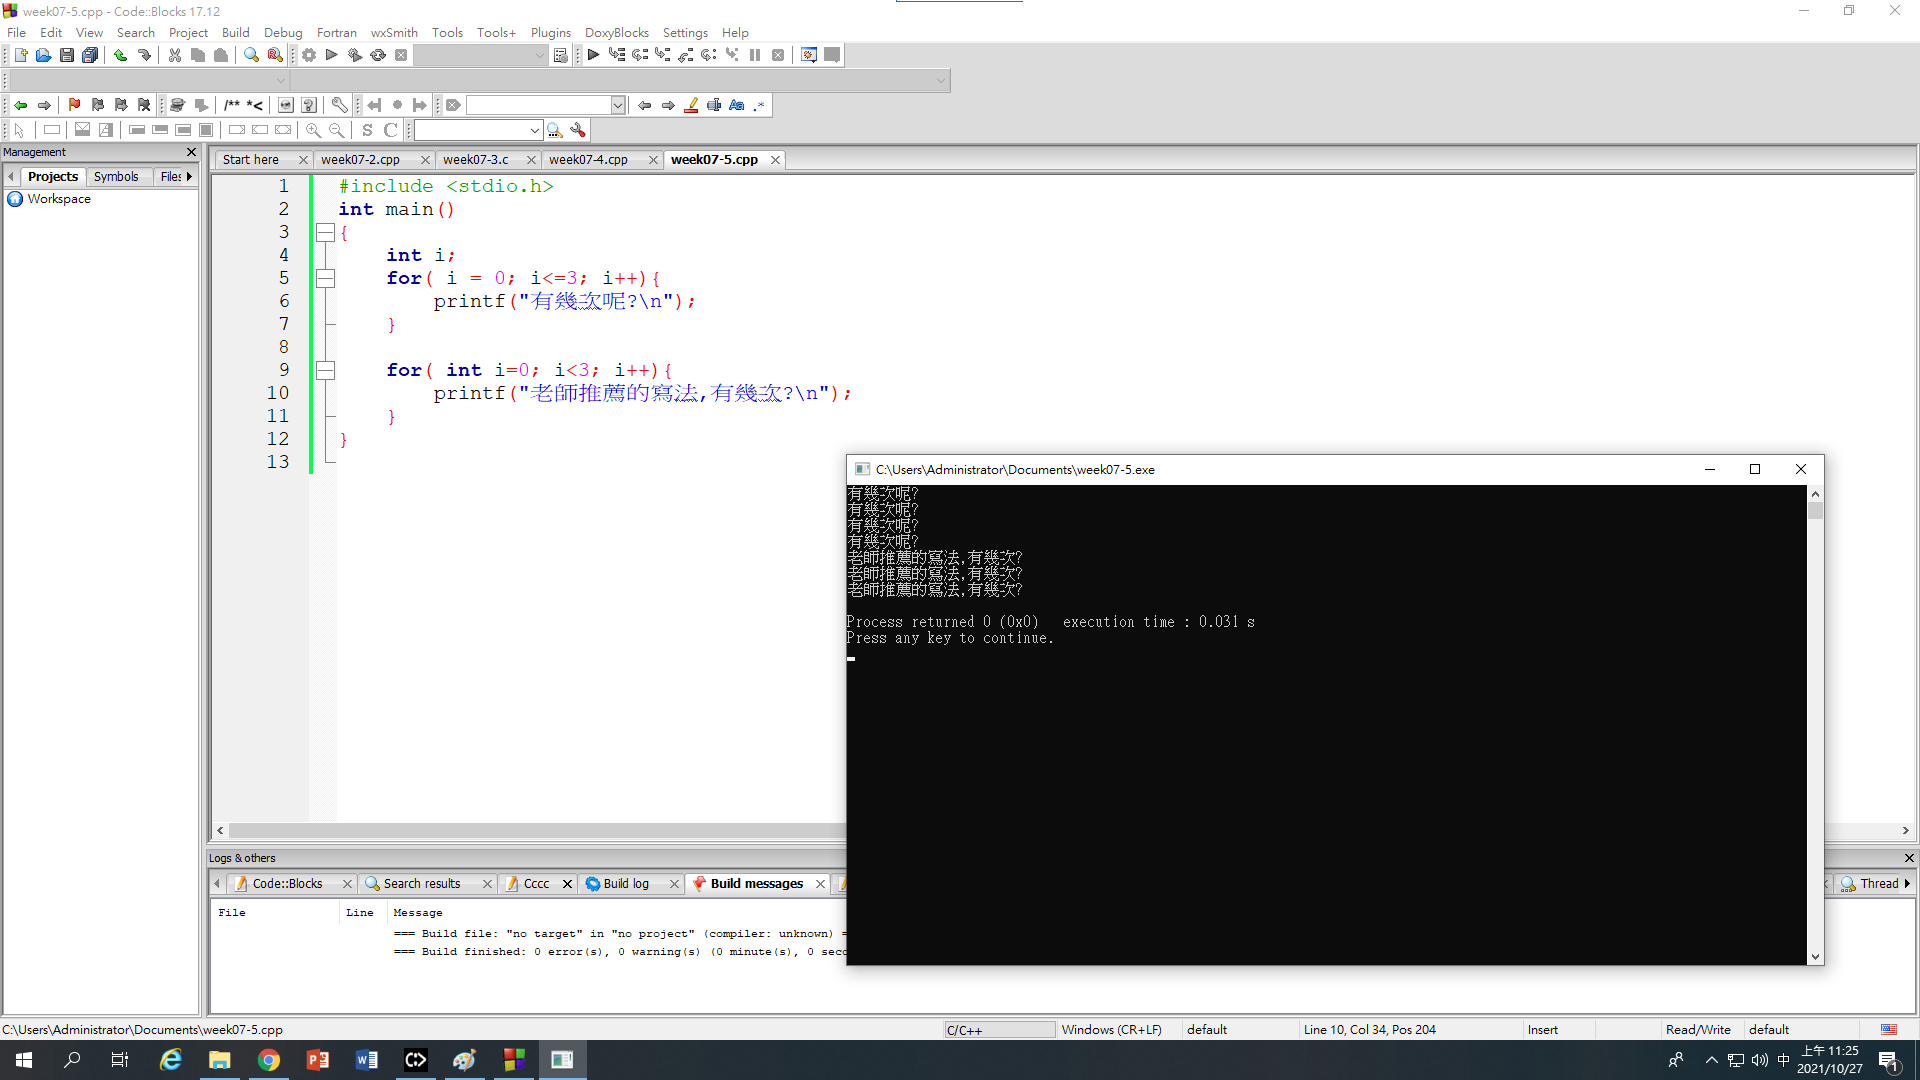 week07-5.cpp - Code::Blocks 17.12
File Edit View Search Project Build Debug Fortran wxSmith Tools Tools+ Plugins DoxyBlocks Settings Help
/** *<
S C
Management
Projects Symbols Files
Workspace
Start here week07-2.cpp week07-3.c week07-4.cpp week07-5.cpp
1 #include <stdio.h>
2 int main()
3 {
4 int i;
5 for( i = 0; i<=3; i++){
6 printf("有幾次呢?\n");
7 }
8
9 for( int i=0; i<3; i++){
10 printf("老師推薦的寫法,有幾次?\n");
11 }
12 }
13
C:\Users\Administrator\Documents\week07-5.exe
有幾次呢?
有幾次呢?
有幾次呢?
有幾次呢?
老師推薦的寫法,有幾次?
老師推薦的寫法,有幾次?
老師推薦的寫法,有幾次?
Process returned 0 (0x0) execution time : 0.031 s
Press any key to continue.
Logs & others
Code::Blocks Search results Cccc Build log Build messages Thread
File Line Message
=== Build file: "no target" in "no project" (compiler: unknown) =
=== Build finished: 0 error(s), 0 warning(s) (0 minute(s), 0 seco
C:\Users\Administrator\Documents\week07-5.cpp C/C++ Windows (CR+LF) default Line 10, Col 34, Pos 204 Insert Read/Write default
中 上午 11:25
2021/10/27
1